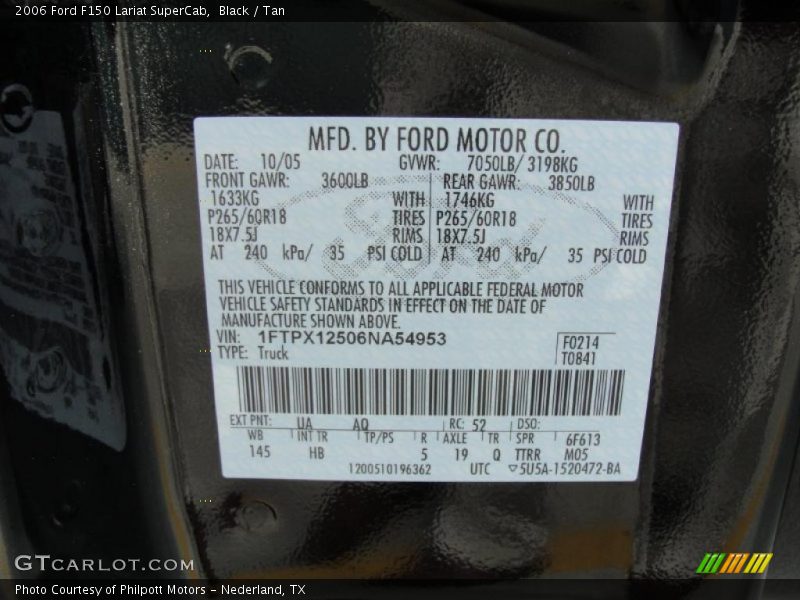 2006 Ford F150 Lariat SuperCab, Black / Tan
MFD. BY FORD MOTOR CO.
DATE: 10/05 GVWR: 7050LB/ 3198KG
FRONT GAWR: 3600LB REAR GAWR: 3850LB
1633KG WITH 1746KG WITH
P265/60R18 TIRES P265/60R18 TIRES
18X7.5J RIMS 18X7.5J RIMS
AT 240 kPa/ 35 PSI COLD AT 240 kPa/ 35 PSI COLD
THIS VEHICLE CONFORMS TO ALL APPLICABLE FEDERAL MOTOR
VEHICLE SAFETY STANDARDS IN EFFECT ON THE DATE OF
MANUFACTURE SHOWN ABOVE.
VIN: 1FTPX12506NA54953 F0214
TYPE: Truck T0841
EXT PNT: UA AQ RC: 52 DSO:
WB INT TR TP/PS R AXLE TR SPR 6F613
145 HB 5 19 Q TTRR M05
1200510196362 UTC ▽5U5A-1520472-BA
GTCARLOT.COM
Photo Courtesy of Philpott Motors – Nederland, TX